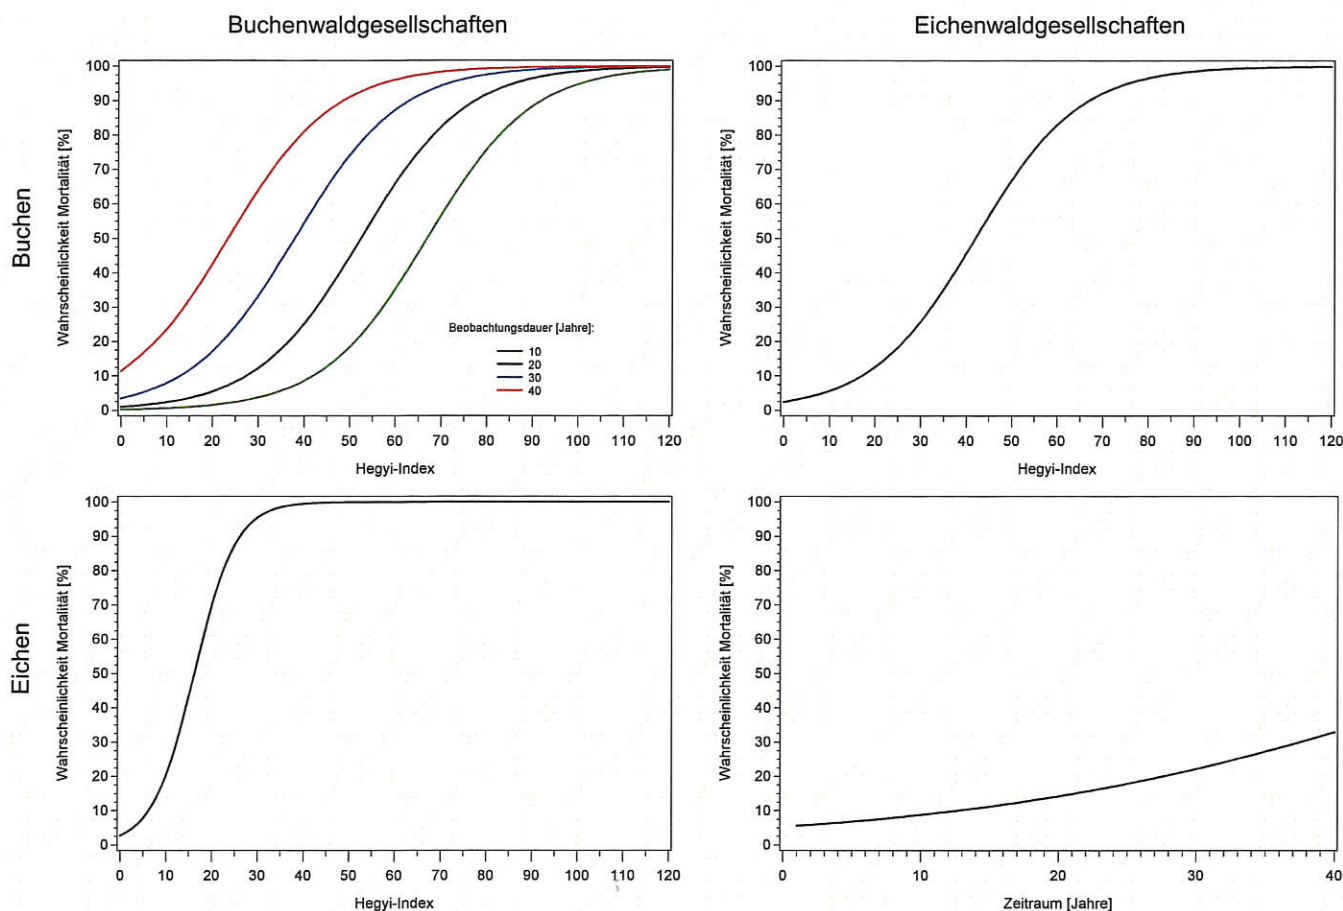 Buchenwaldgesellschaften
Eichenwaldgesellschaften
Buchen
Wahrscheinlichkeit Mortalität [%]
100
90
80
70
60
50
40
30
20
10
0
Beobachtungsdauer [Jahre]:
10
20
30
40
0 10 20 30 40 50 60 70 80 90 100 110 120
Hegyi-Index
Wahrscheinlichkeit Mortalität [%]
100
90
80
70
60
50
40
30
20
10
0
0 10 20 30 40 50 60 70 80 90 100 110 120
Hegyi-Index
Eichen
Wahrscheinlichkeit Mortalität [%]
100
90
80
70
60
50
40
30
20
10
0
0 10 20 30 40 50 60 70 80 90 100 110 120
Hegyi-Index
Wahrscheinlichkeit Mortalität [%]
100
90
80
70
60
50
40
30
20
10
0
0 10 20 30 40
Zeitraum [Jahre]